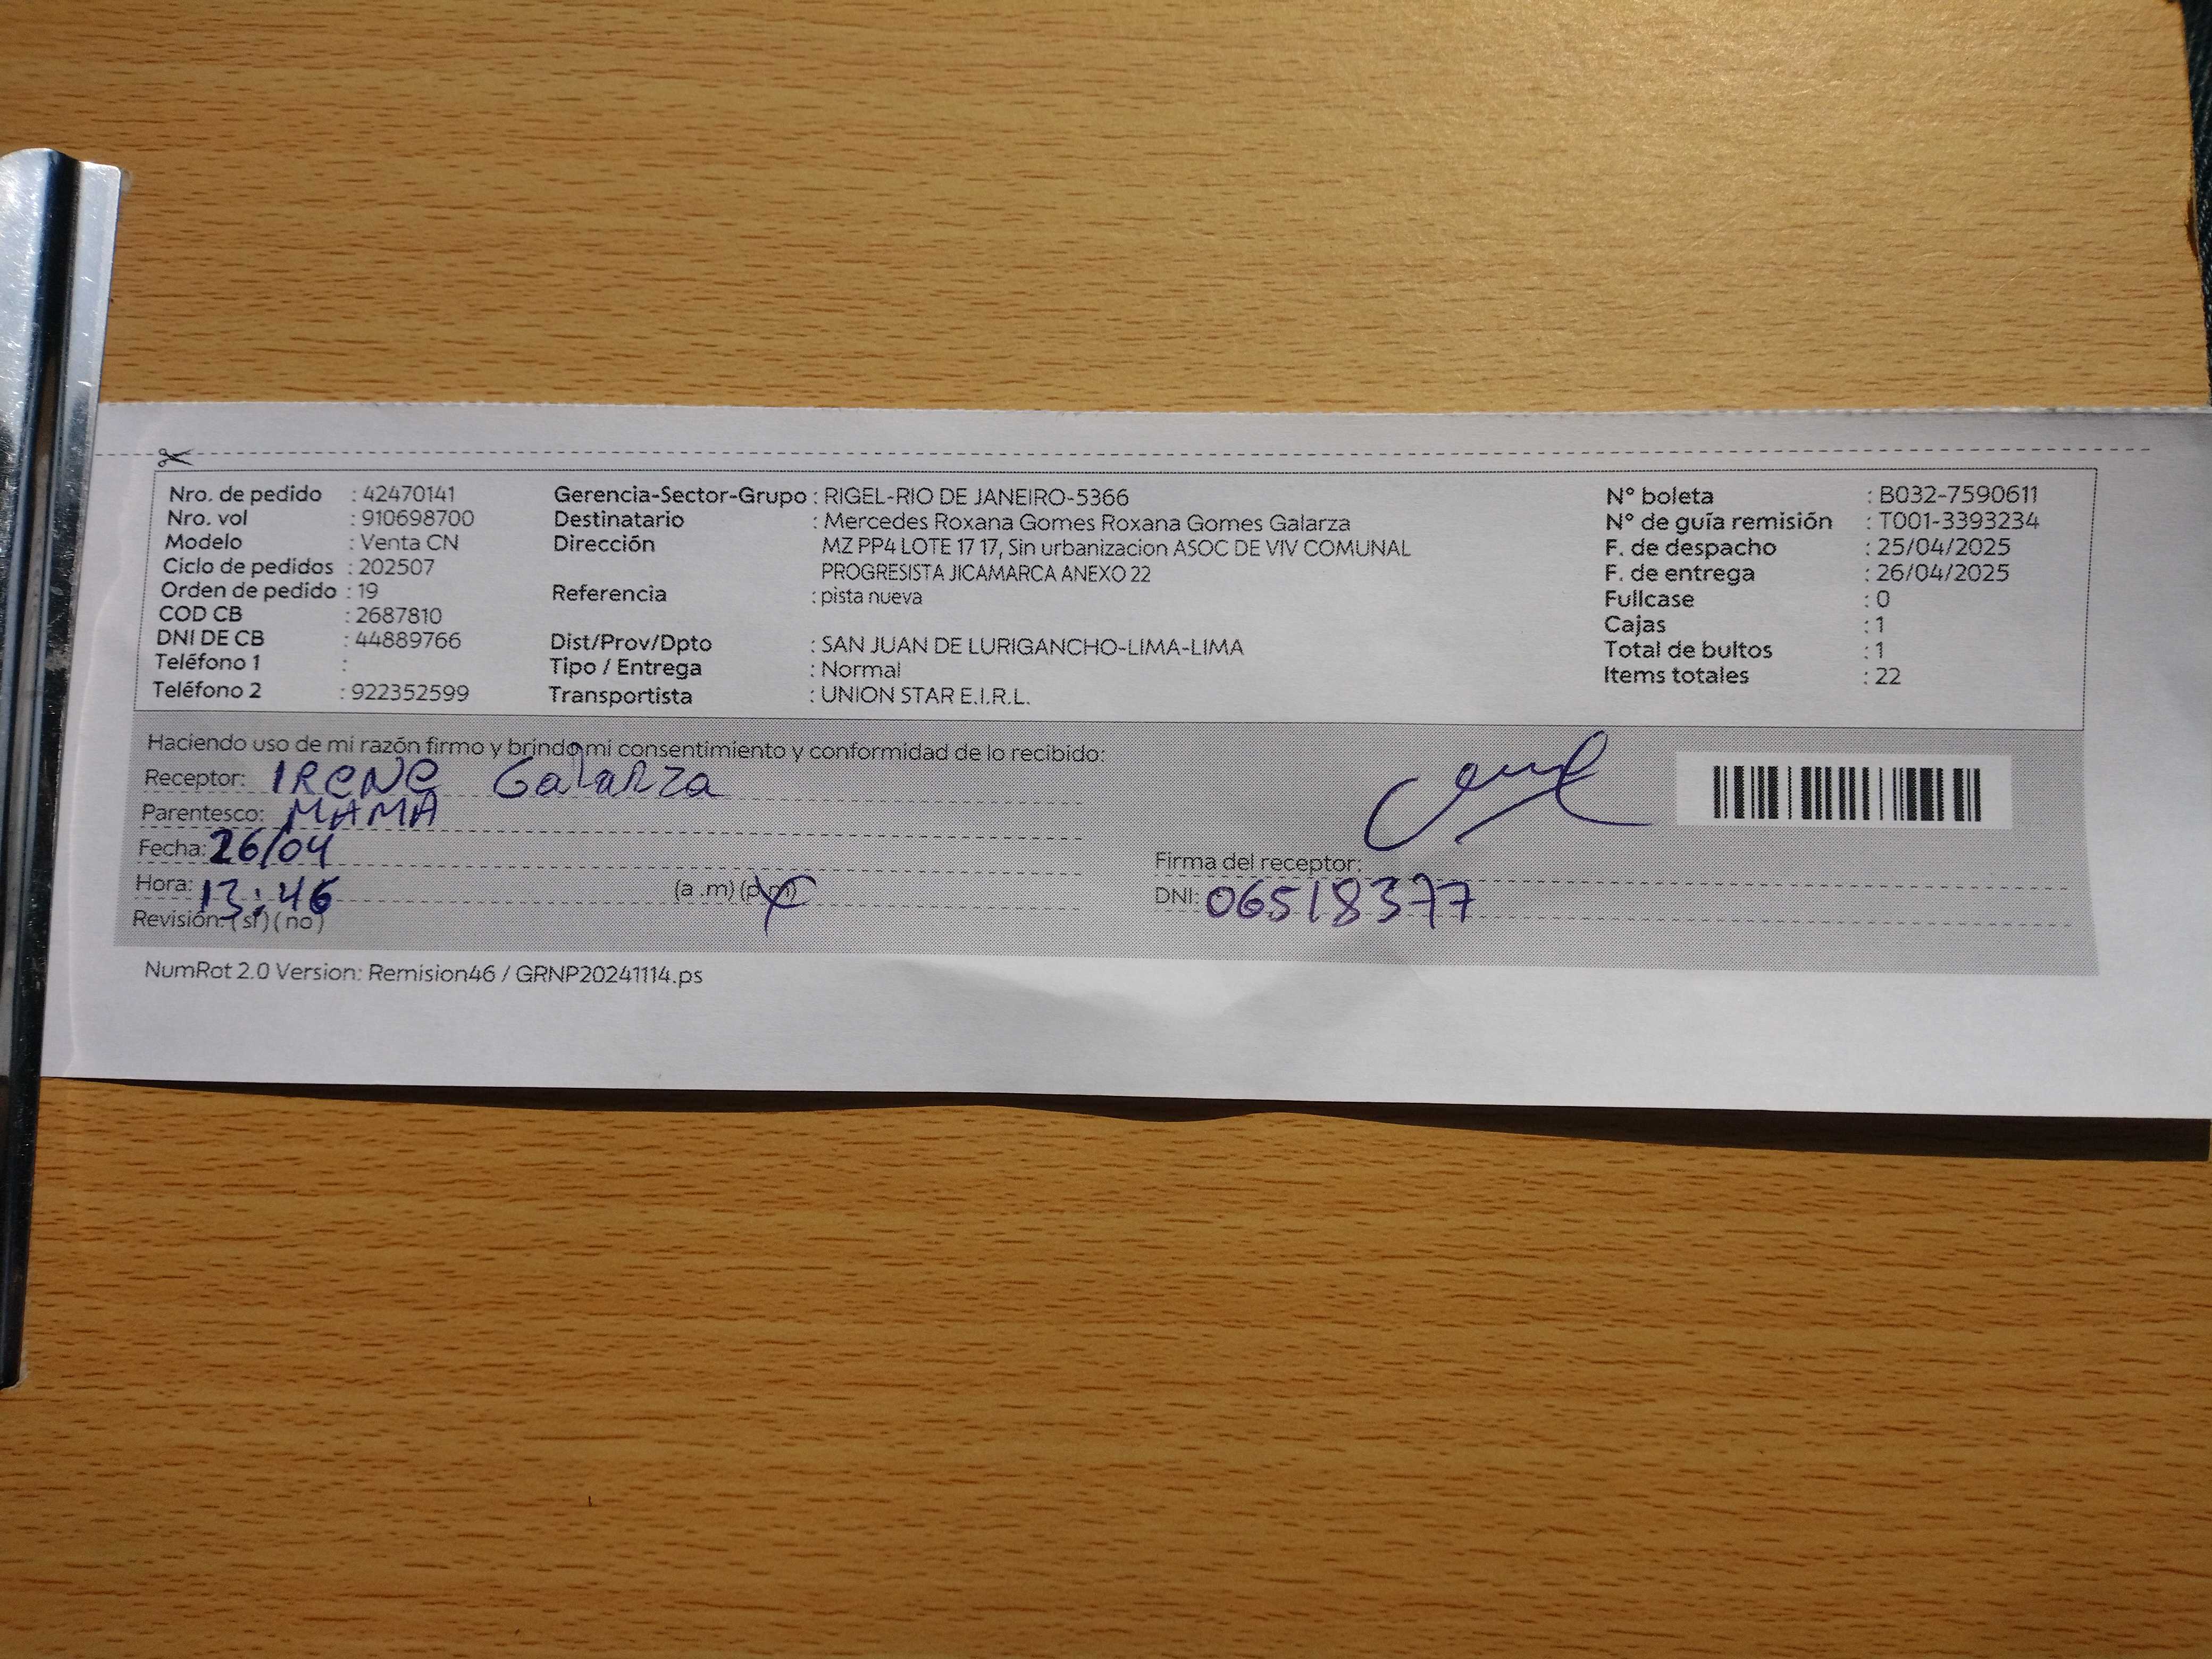 Nro. de pedido : 42470141
Nro. vol : 910698700
Modelo : Venta CN
Ciclo de pedidos : 202507
Orden de pedido : 19
COD CB : 2687810
DNI DE CB : 44889766
Teléfono 1 :
Teléfono 2 : 922352599
Gerencia-Sector-Grupo : RIGEL-RIO DE JANEIRO-5366
Destinatario : Mercedes Roxana Gomes Roxana Gomes Galarza
Dirección MZ PP4 LOTE 17 17, Sin urbanizacion ASOC DE VIV COMUNAL
PROGRESISTA JICAMARCA ANEXO 22
Referencia : pista nueva
Dist/Prov/Dpto : SAN JUAN DE LURIGANCHO-LIMA-LIMA
Tipo / Entrega : Normal
Transportista : UNION STAR E.I.R.L.
N° boleta : B032-7590611
N° de guía remisión : T001-3393234
F. de despacho : 25/04/2025
F. de entrega : 26/04/2025
Fullcase : 0
Cajas : 1
Total de bultos : 1
Items totales : 22
Haciendo uso de mi razón firmo y brindo mi consentimiento y conformidad de lo recibido:
Receptor: IReNe Galarza
Parentesco: MAMA
Fecha: 26/04
Hora: 13:46 (a .m) (p.m)
Revisión: ( si ) ( no )
Firma del receptor:
DNI: 06518377
NumRot 2.0 Version: Remision46 / GRNP20241114.ps